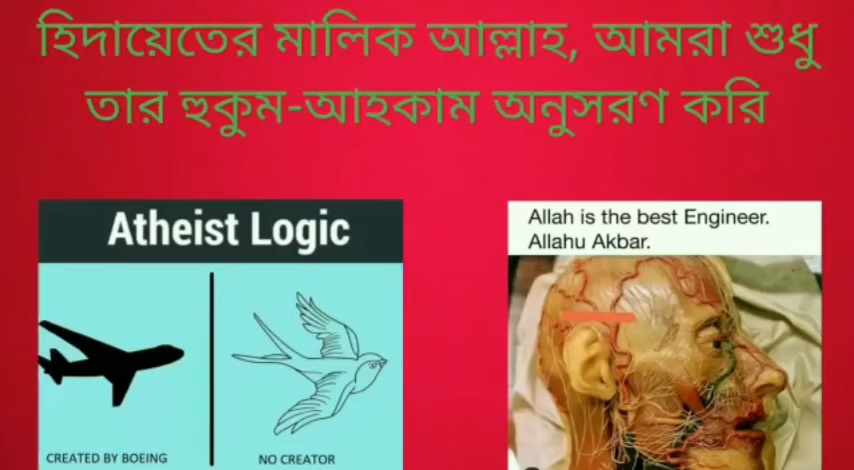 হিদায়েতের মালিক আল্লাহ, আমরা শুধু
তার হুকুম-আহকাম অনুসরণ করি
Atheist Logic
CREATED BY BOEING
NO CREATOR
Allah is the best Engineer.
Allahu Akbar.